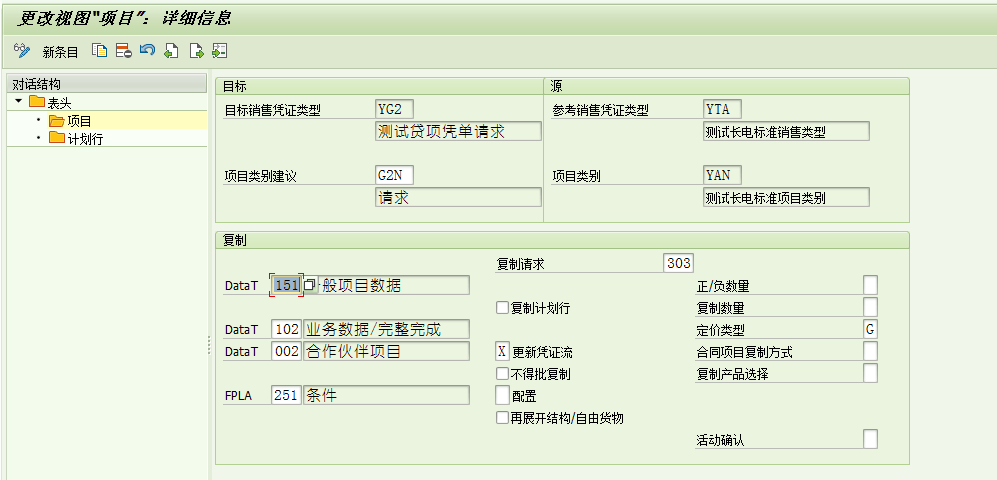 更改视图"项目"：详细信息
新条目
对话结构
表头
项目
计划行
目标
源
目标销售凭证类型 YG2
测试贷项凭单请求
参考销售凭证类型 YTA
测试长电标准销售类型
项目类别建议 G2N
请求
项目类别 YAN
测试长电标准项目类别
复制
复制请求 303
DataT 151 般项目数据
正/负数量
复制计划行
复制数量
DataT 102 业务数据/完整完成
定价类型 G
DataT 002 合作伙伴项目
X 更新凭证流
合同项目复制方式
不得批复制
复制产品选择
FPLA 251 条件
配置
再展开结构/自由货物
活动确认